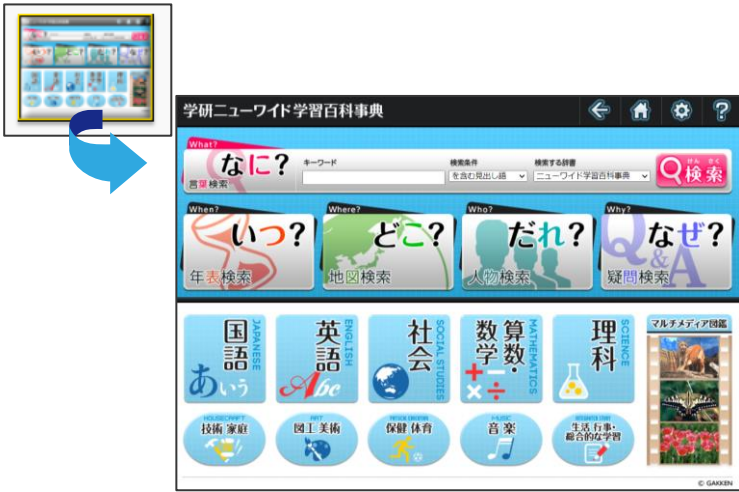 学研ニューワイド学習百科事典
?
What?
なに?
言葉検索
キーワード
検索条件
を含む見出し語
検索する辞書
ニューワイド学習百科事典
けん さく
検索
When?
いつ?
年表検索
Where?
どこ?
地図検索
Who?
だれ?
人物検索
Why?
なぜ?
Q&A
疑問検索
国語
JAPANESE
あいう
英語
ENGLISH
Abc
社会
SOCIAL STUDIES
算数・
数学
MATHEMATICS
+−×÷
理科
SCIENCE
マルチメディア図鑑
HOUSECRAFT
技術 家庭
ART
図工 美術
保健 体育
MUSIC
音楽
生活 行事・
総合的な学習
© GAKKEN